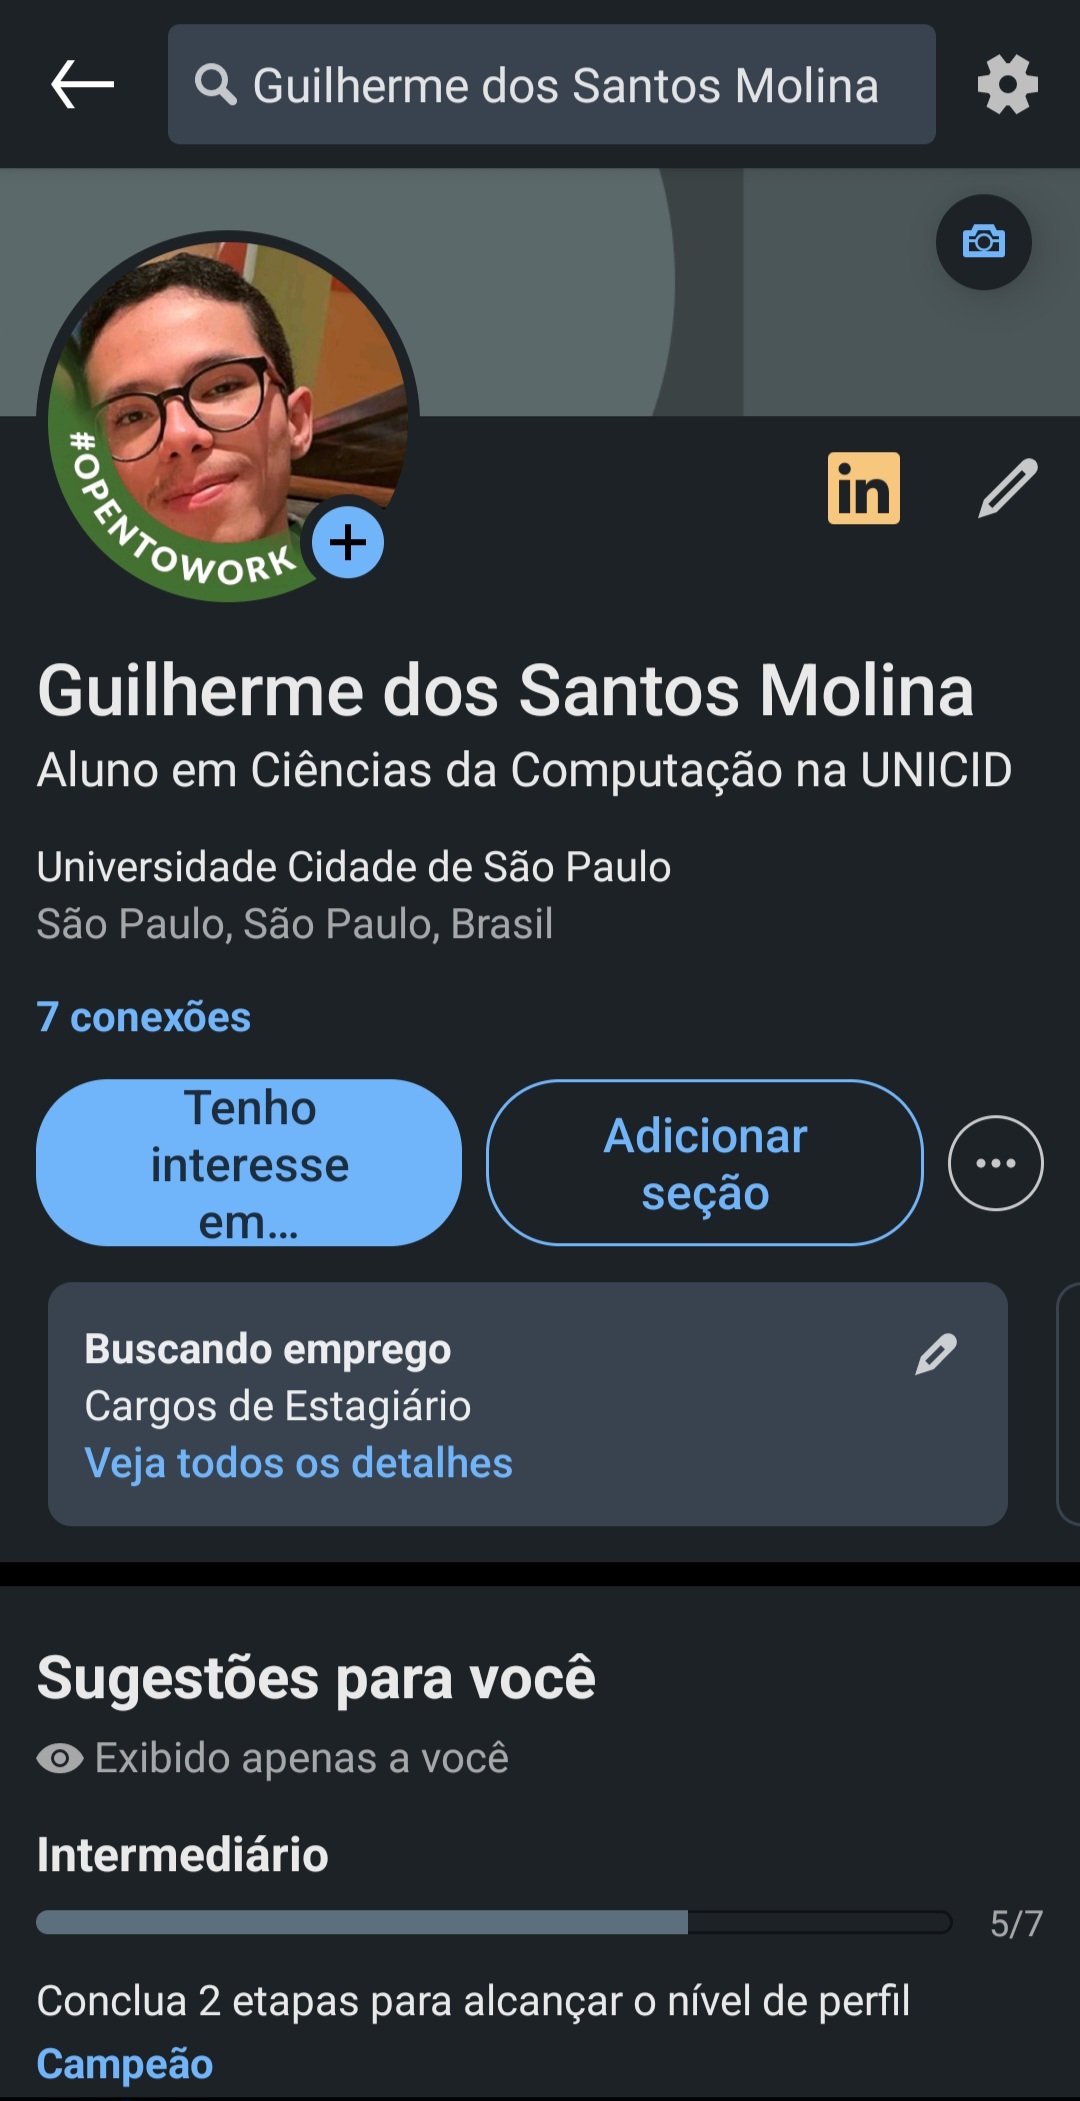 Guilherme dos Santos Molina
#OPENTOWORK
in
Guilherme dos Santos Molina
Aluno em Ciências da Computação na UNICID
Universidade Cidade de São Paulo
São Paulo, São Paulo, Brasil
7 conexões
Tenho
interesse
em...
Adicionar
seção
Buscando emprego
Cargos de Estagiário
Veja todos os detalhes
Sugestões para você
Exibido apenas a você
Intermediário
5/7
Conclua 2 etapas para alcançar o nível de perfil
Campeão